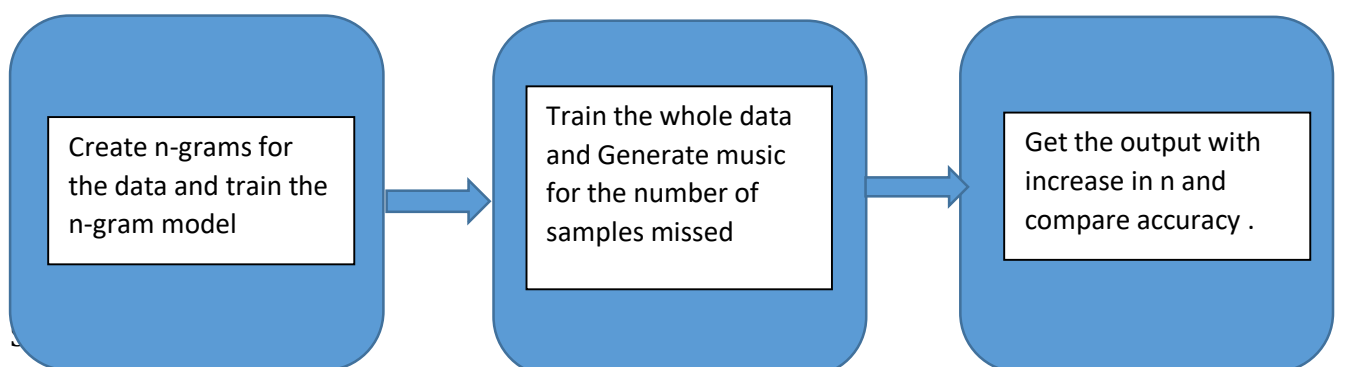 Create n-grams for
the data and train the
n-gram model
Train the whole data
and Generate music
for the number of
samples missed
Get the output with
increase in n and
compare accuracy .